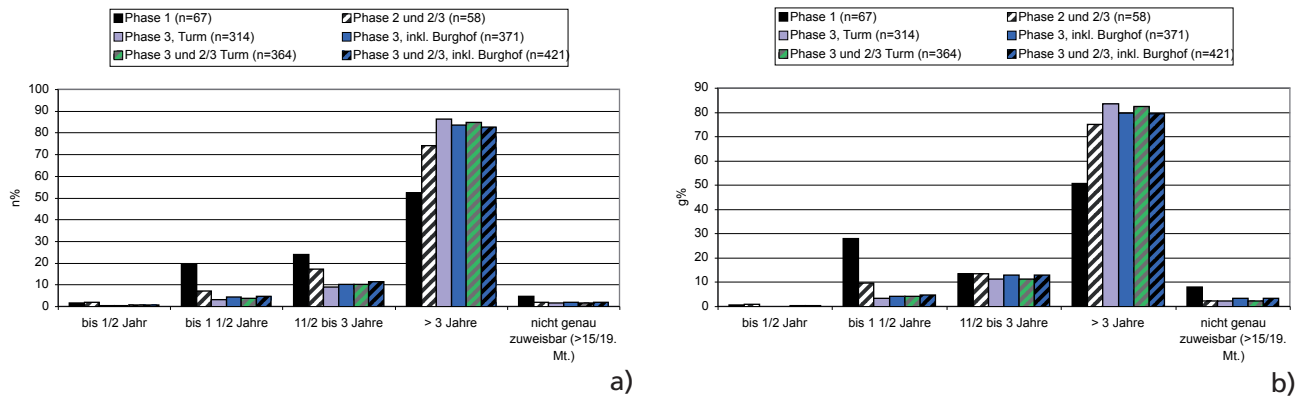 Phase 1 (n=67)
Phase 2 und 2/3 (n=58)
Phase 3, Turm (n=314)
Phase 3, inkl. Burghof (n=371)
Phase 3 und 2/3 Turm (n=364)
Phase 3 und 2/3, inkl. Burghof (n=421)
n%
100
90
80
70
60
50
40
30
20
10
0
bis 1/2 Jahr
bis 1 1/2 Jahre
11/2 bis 3 Jahre
> 3 Jahre
nicht genau
zuweisbar (>15/19.
Mt.)
a)
Phase 1 (n=67)
Phase 2 und 2/3 (n=58)
Phase 3, Turm (n=314)
Phase 3, inkl. Burghof (n=371)
Phase 3 und 2/3 Turm (n=364)
Phase 3 und 2/3, inkl. Burghof (n=421)
g%
90
80
70
60
50
40
30
20
10
0
bis 1/2 Jahr
bis 1 1/2 Jahre
11/2 bis 3 Jahre
> 3 Jahre
nicht genau
zuweisbar (>15/19.
Mt.)
b)